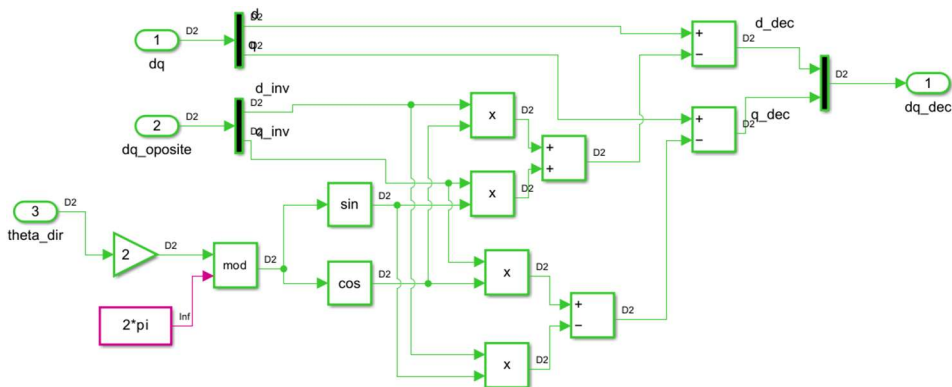 D2
d
D2
q
D2
+
−
D2
d_dec
1
dq
D2
1
dq_dec
D2
d_inv
D2
q_inv
2
dq_oposite
x
D2
+
+
D2
+
−
D2
q_dec
x
D2
3
theta_dir
D2
2
D2
mod
D2
sin
D2
cos
D2
x
D2
+
−
D2
2*pi
Inf
x
D2